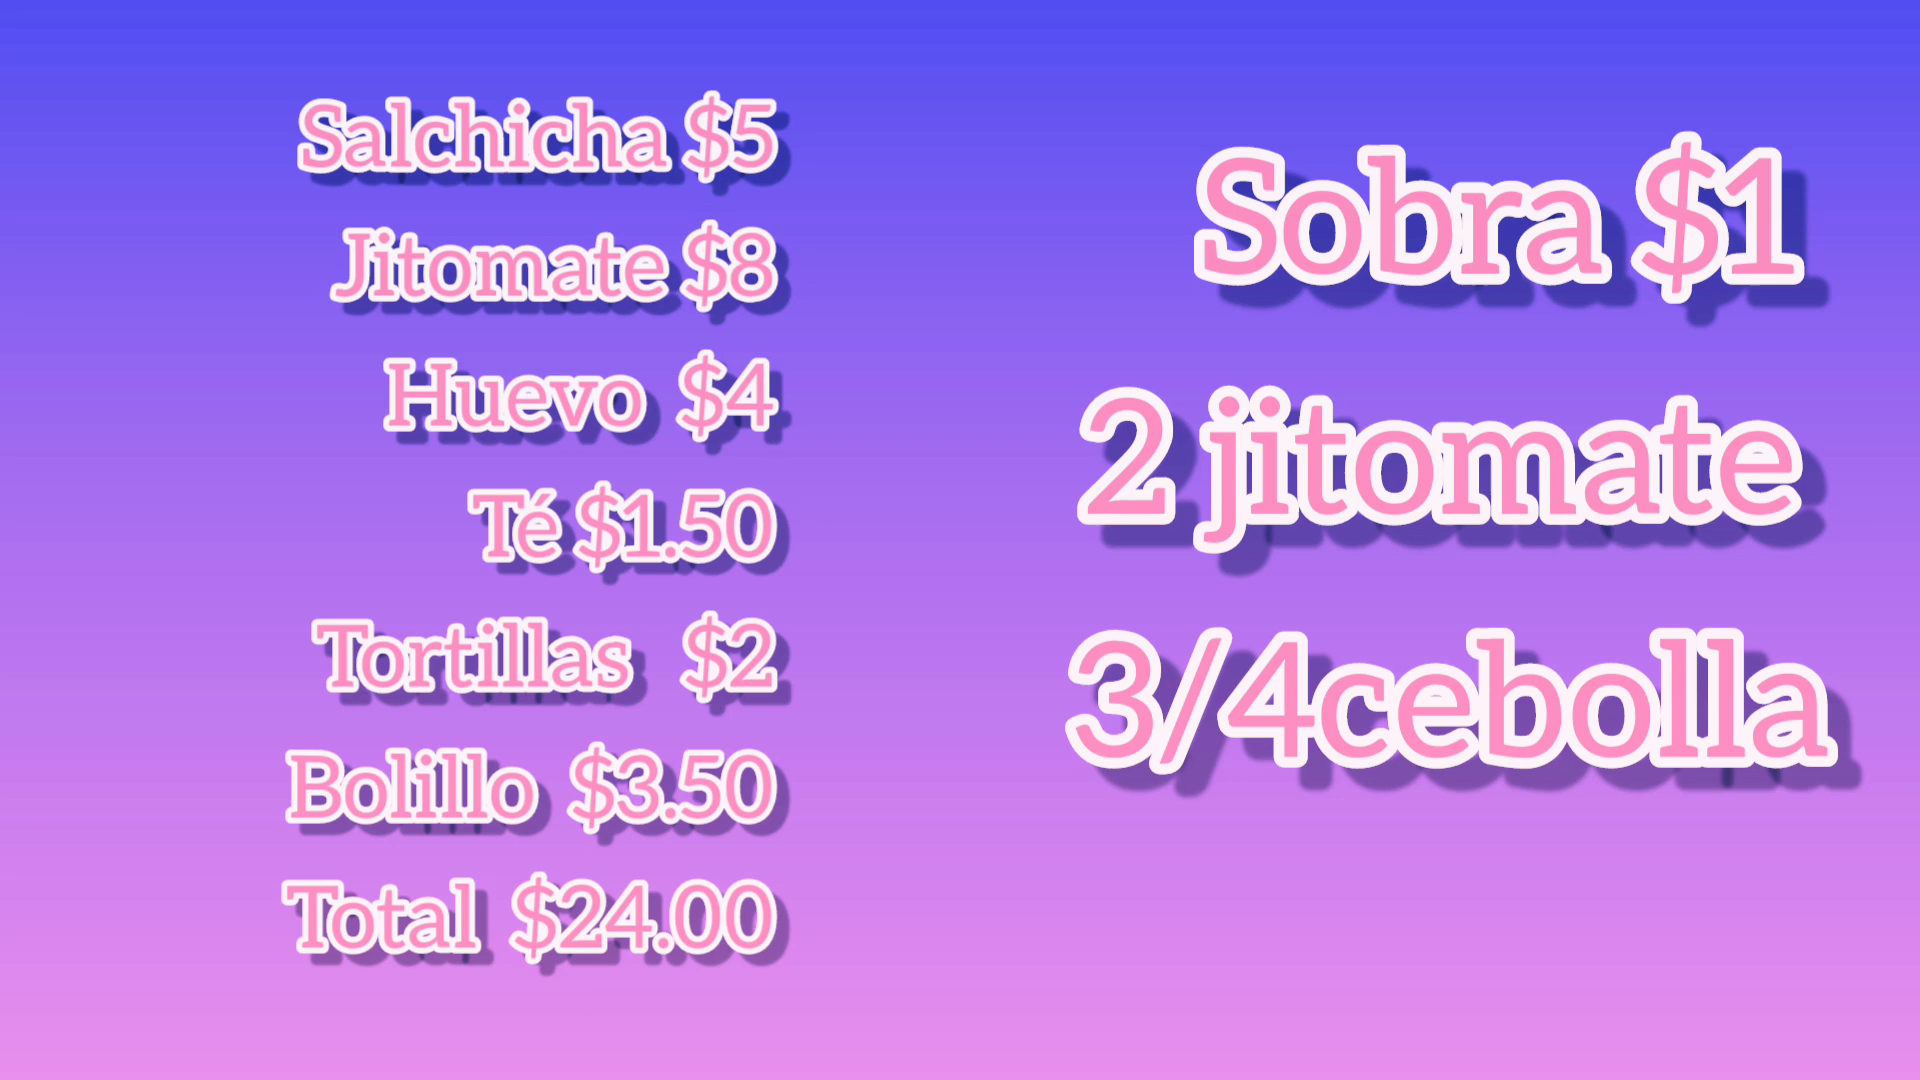 Salchicha $5
Jitomate $8
Huevo $4
Té $1.50
Tortillas $2
Bolillo $3.50
Total $24.00
Sobra $1
2 jitomate
3/4cebolla